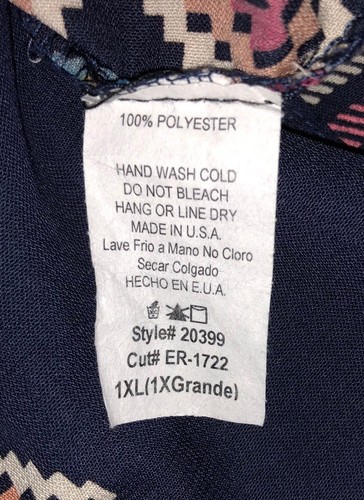 100% POLYESTER
HAND WASH COLD
DO NOT BLEACH
HANG OR LINE DRY
MADE IN U.S.A.
Lave Frio a Mano No Cloro
Secar Colgado
HECHO EN E.U.A.
Style# 20399
Cut# ER-1722
1XL(1XGrande)